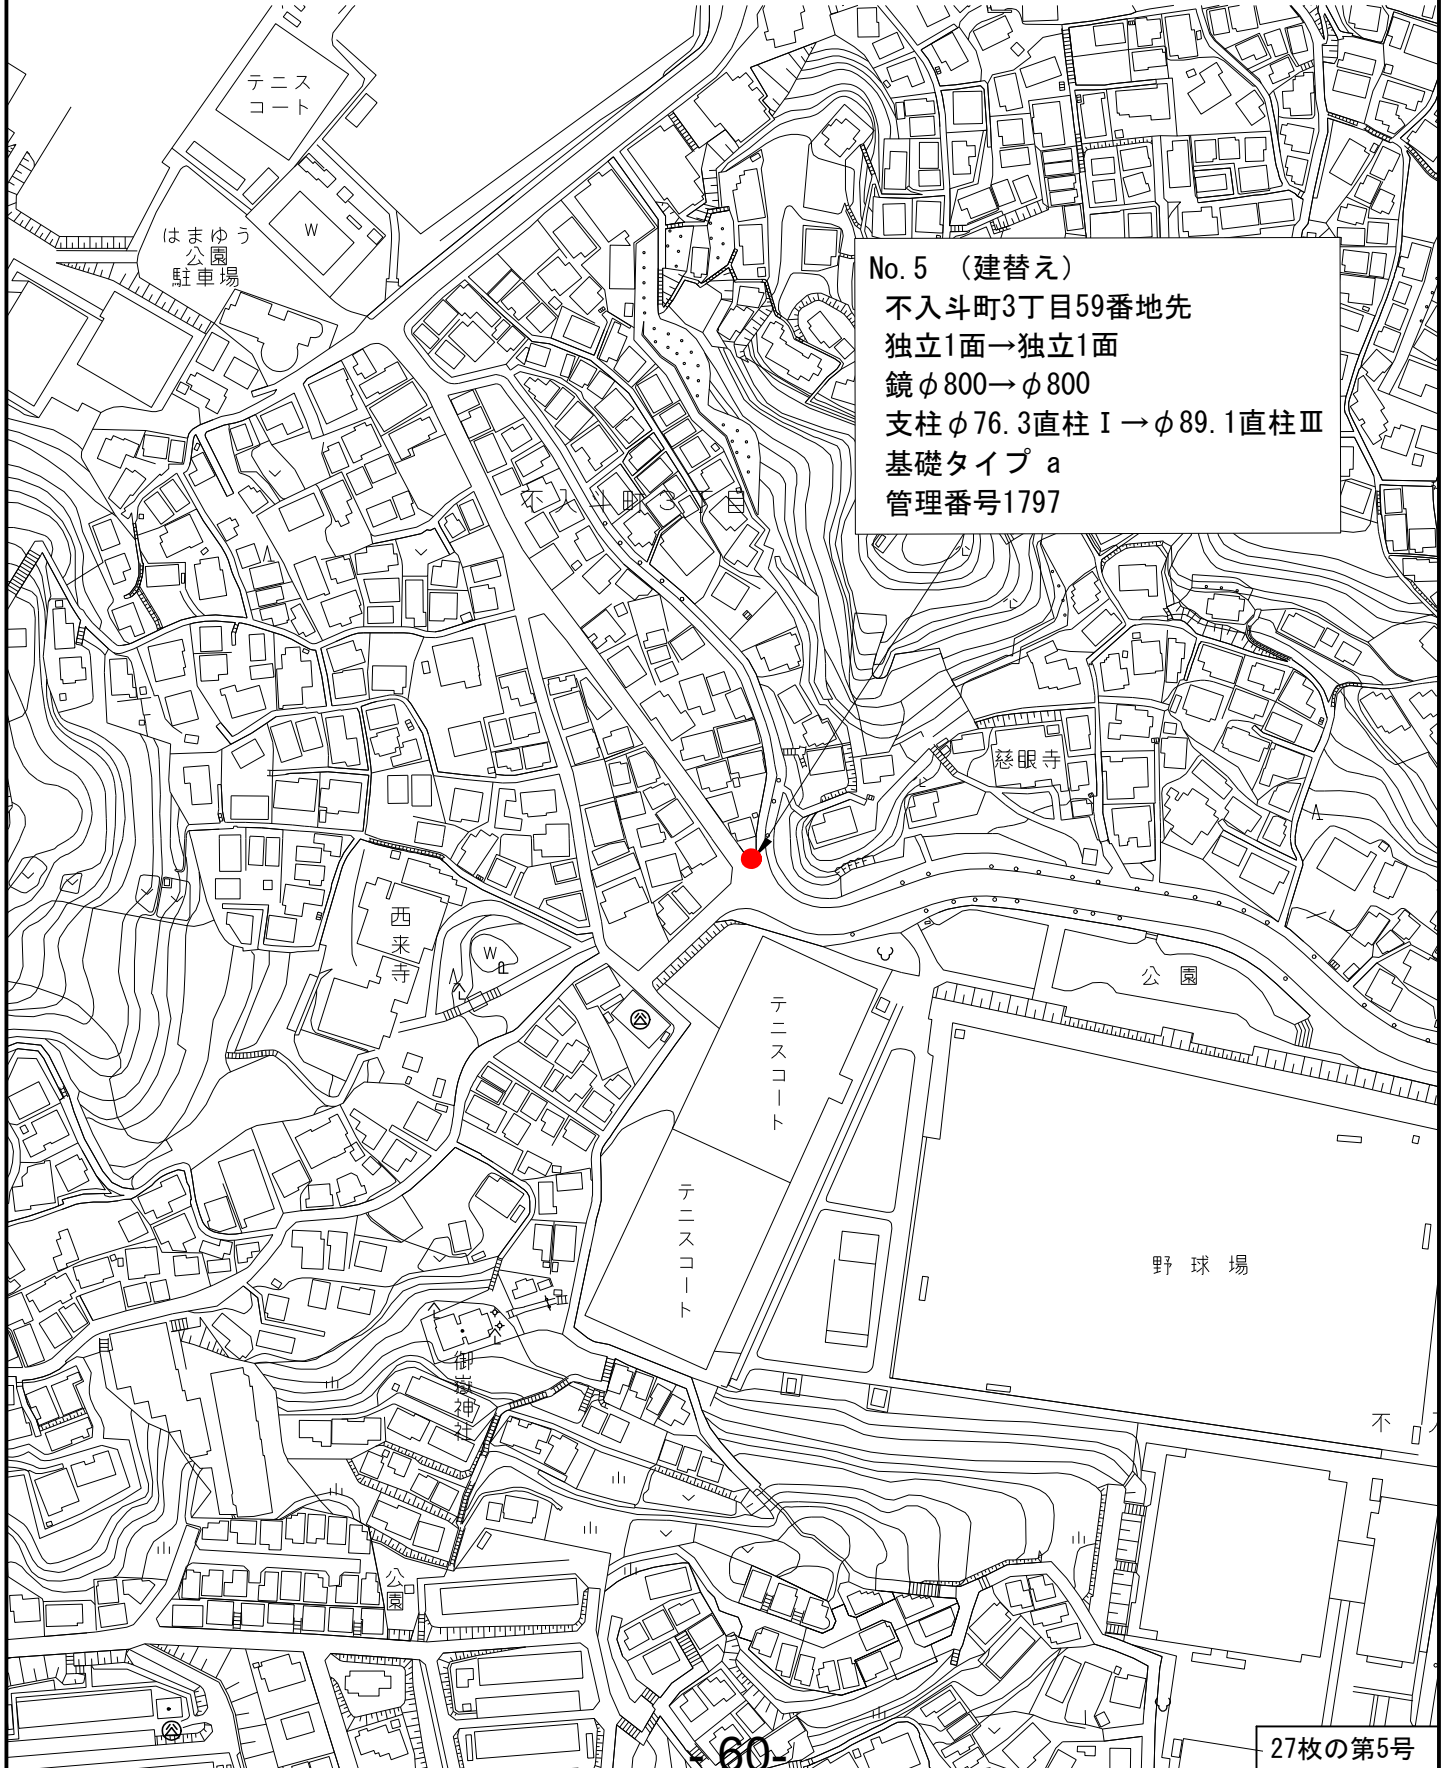 テニス
コート
はまゆう
公園
駐車場
W
No.5 （建替え）
不入斗町3丁目59番地先
独立1面→独立1面
鏡φ800→φ800
支柱φ76.3直柱Ⅰ→φ89.1直柱Ⅲ
基礎タイプ a
管理番号1797
不入斗町3丁目
慈眼寺
西来寺
W
公園
テニスコート
テニスコート
野球場
御嶽神社
不
公園
-60-
27枚の第5号